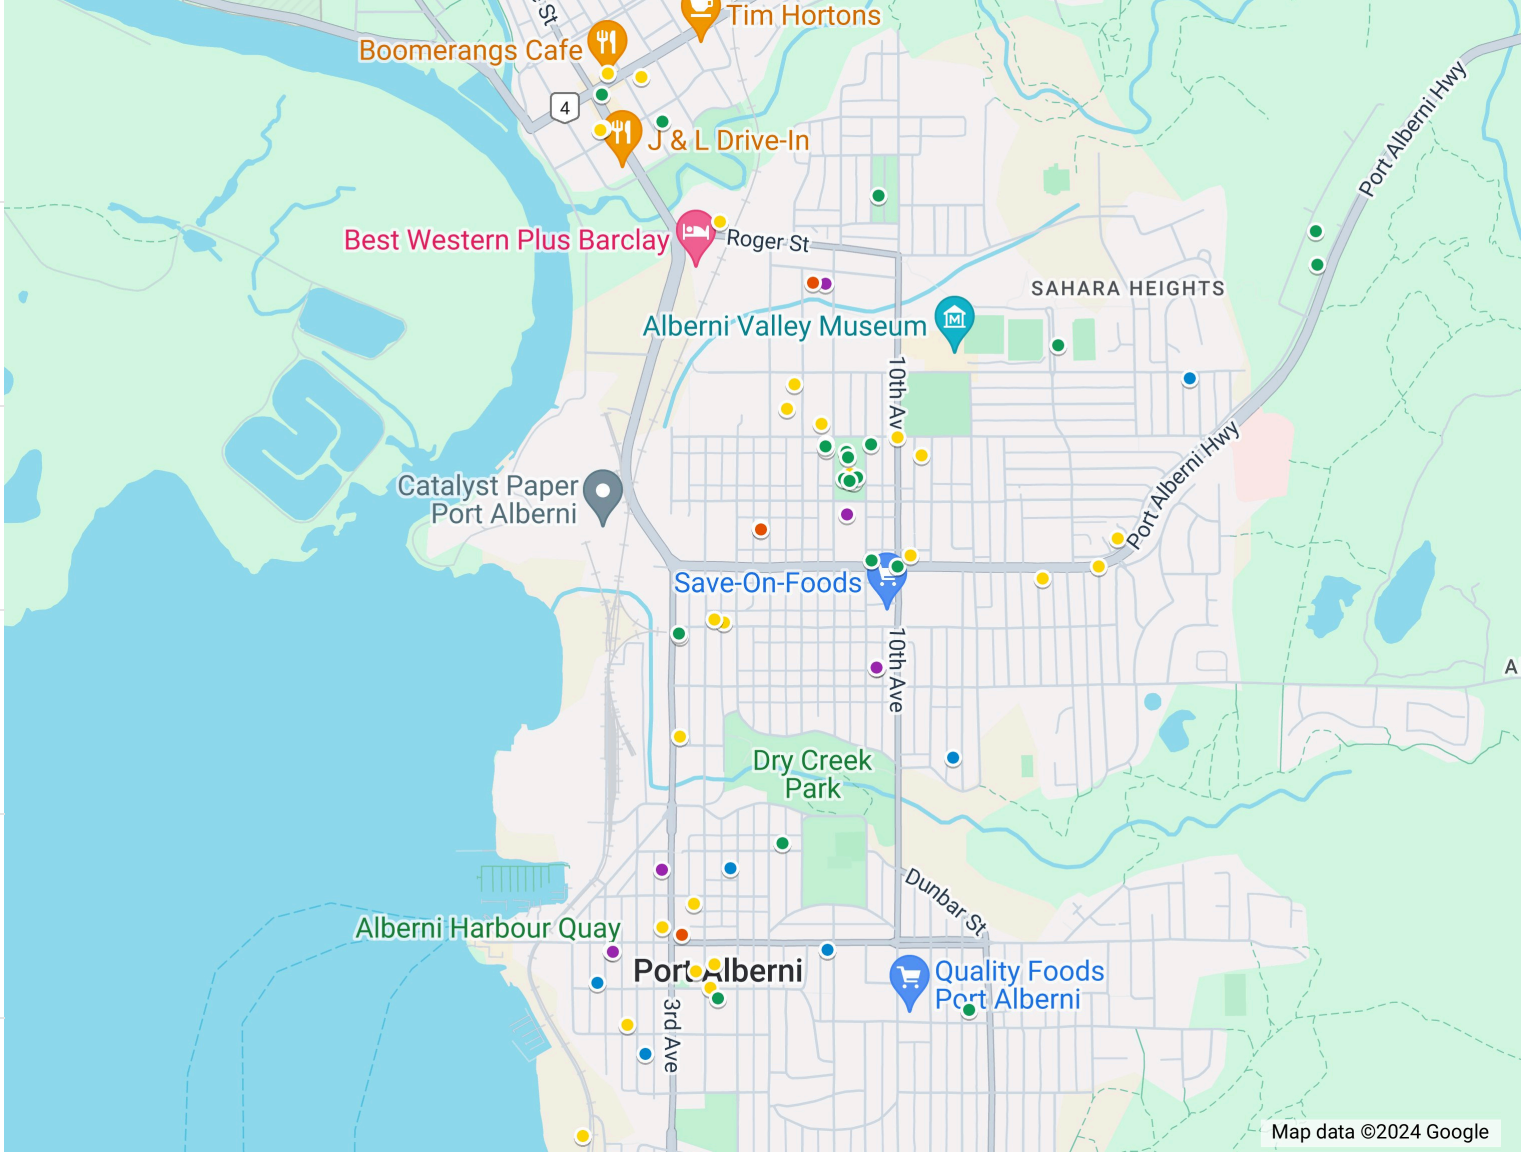 St
Tim Hortons
Boomerangs Cafe
4
J & L Drive-In
Port Alberni Hwy
Best Western Plus Barclay
Roger St
SAHARA HEIGHTS
Alberni Valley Museum
M
10th Av
Catalyst Paper
Port Alberni
Port Alberni Hwy
Save-On-Foods
10th Ave
A
Dry Creek
Park
Dunbar St
Alberni Harbour Quay
Port Alberni
Quality Foods
Port Alberni
3rd Ave
Map data ©2024 Google